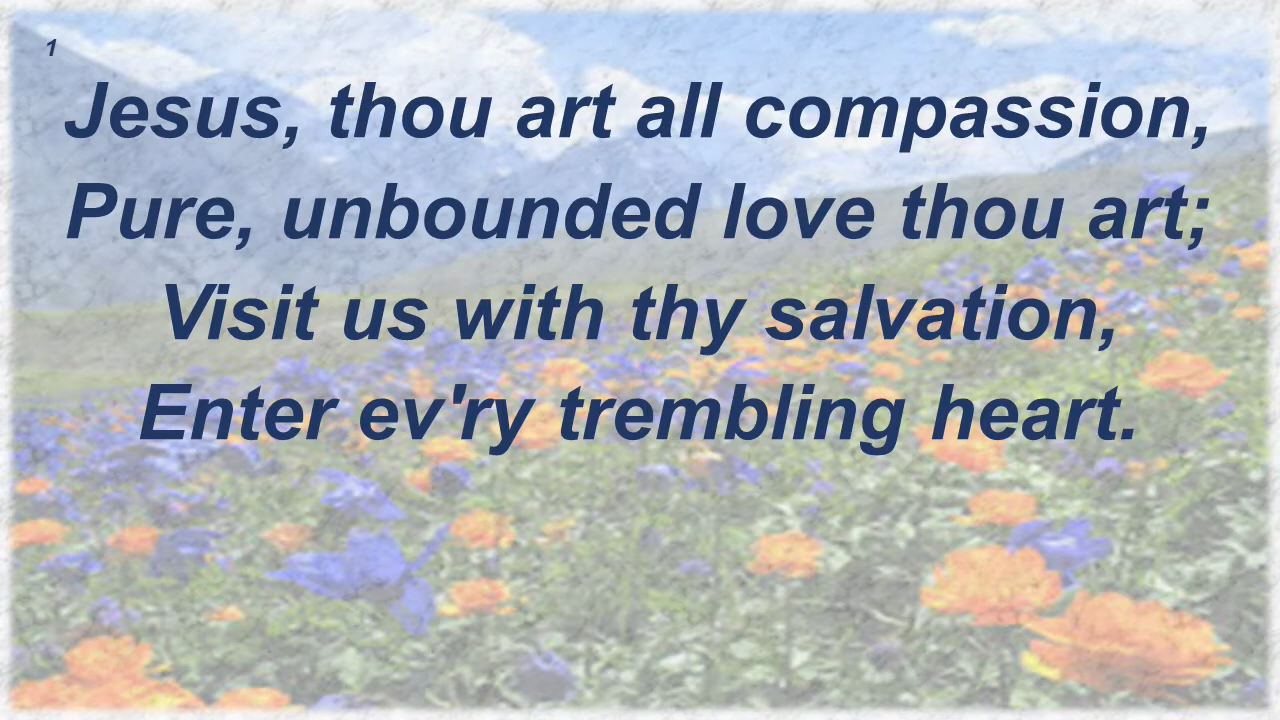 1
Jesus, thou art all compassion,
Pure, unbounded love thou art;
Visit us with thy salvation,
Enter ev'ry trembling heart.